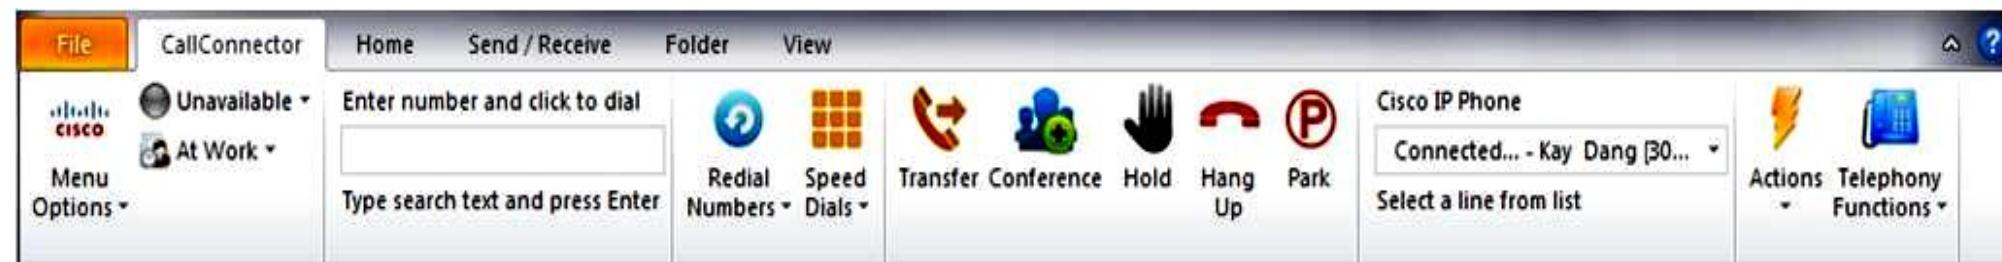 File
CallConnector
Home
Send / Receive
Folder
View
?
CISCO
Menu
Options
Unavailable
At Work
Enter number and click to dial
Type search text and press Enter
Redial
Numbers
Speed
Dials
Transfer
Conference
Hold
Hang
Up
P
Park
Cisco IP Phone
Connected... - Kay Dang [30...
Select a line from list
Actions
Telephony
Functions